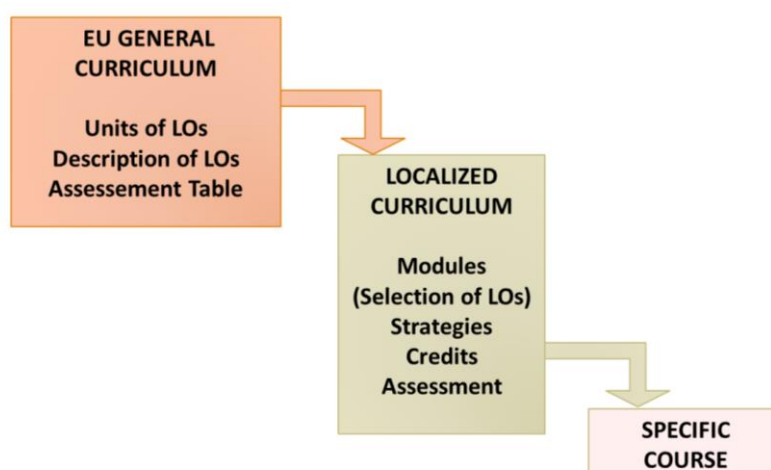 EU GENERAL
CURRICULUM
Units of LOs
Description of LOs
Assessement Table
LOCALIZED
CURRICULUM
Modules
(Selection of LOs)
Strategies
Credits
Assessment
SPECIFIC
COURSE